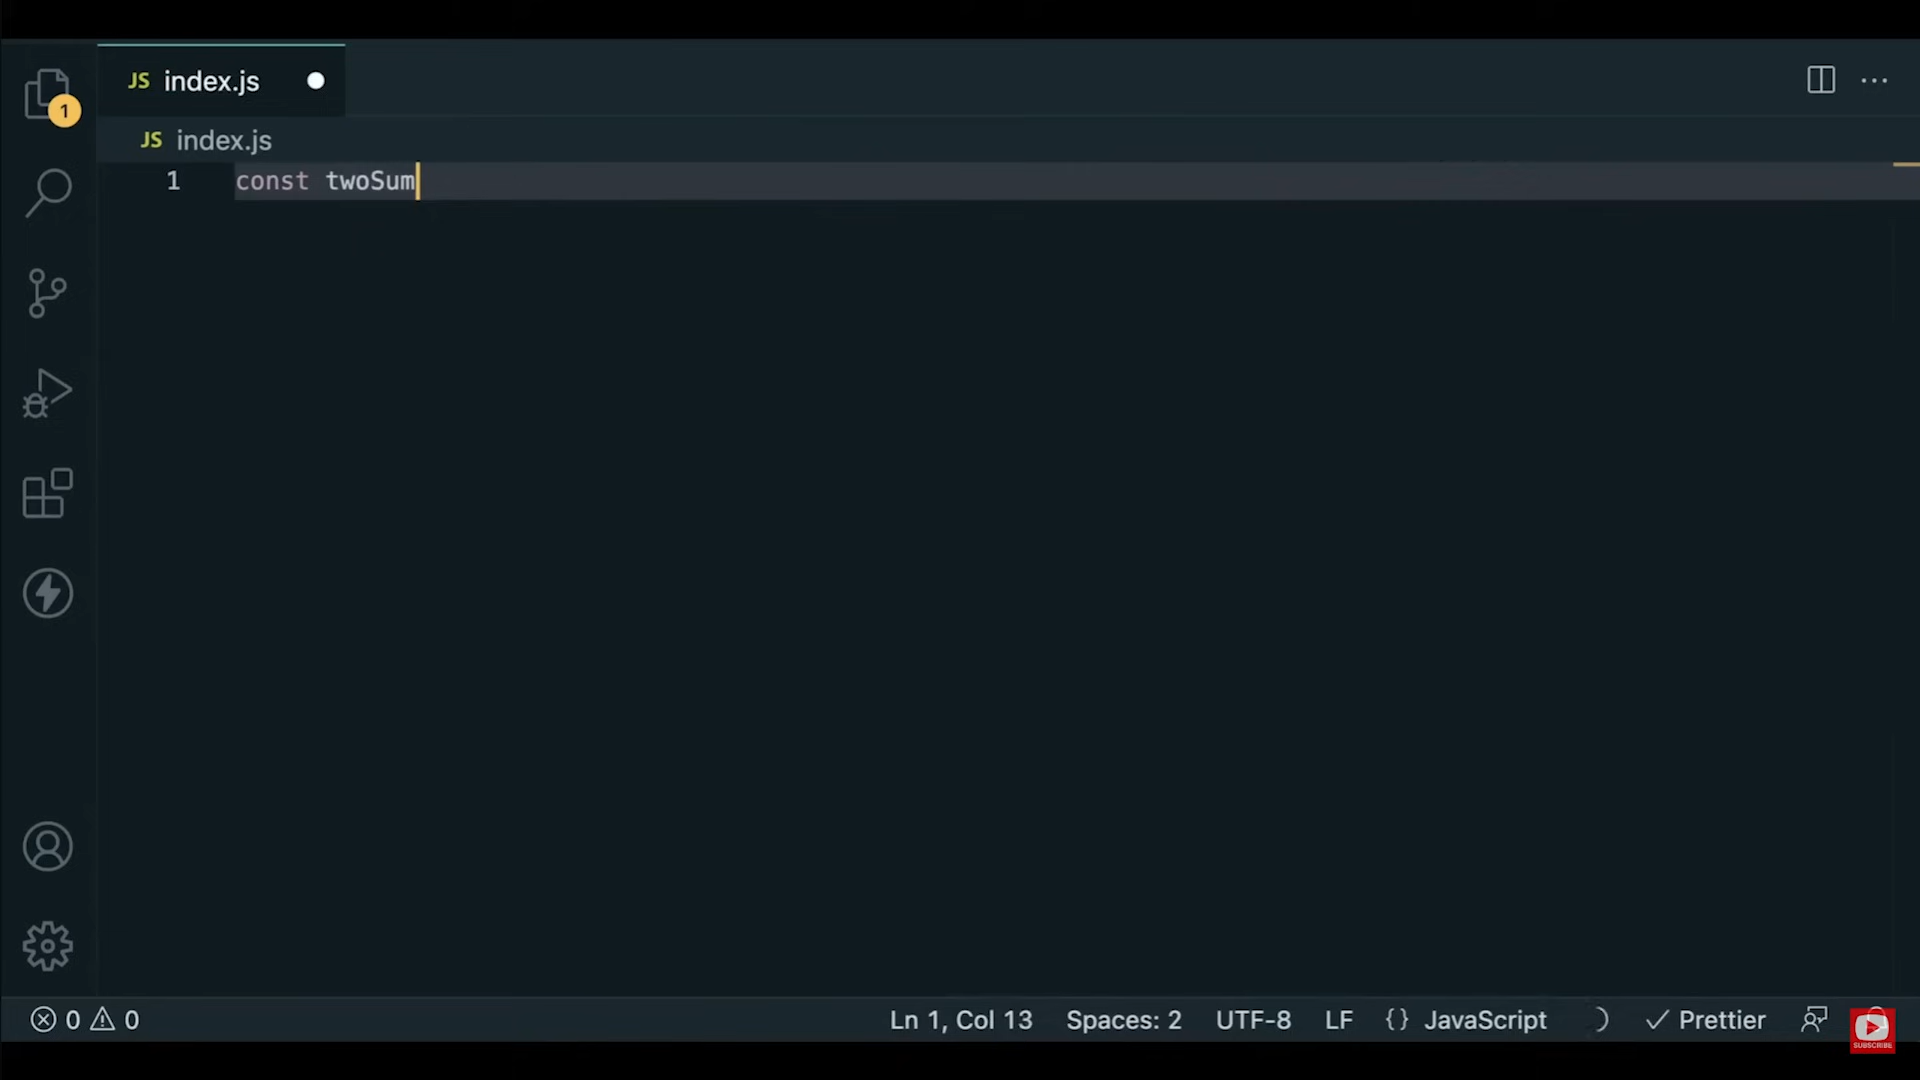 JS index.js
1
JS index.js
1 const twoSum
0 0 Ln 1, Col 13 Spaces: 2 UTF-8 LF {} JavaScript Prettier
SUBSCRIBE